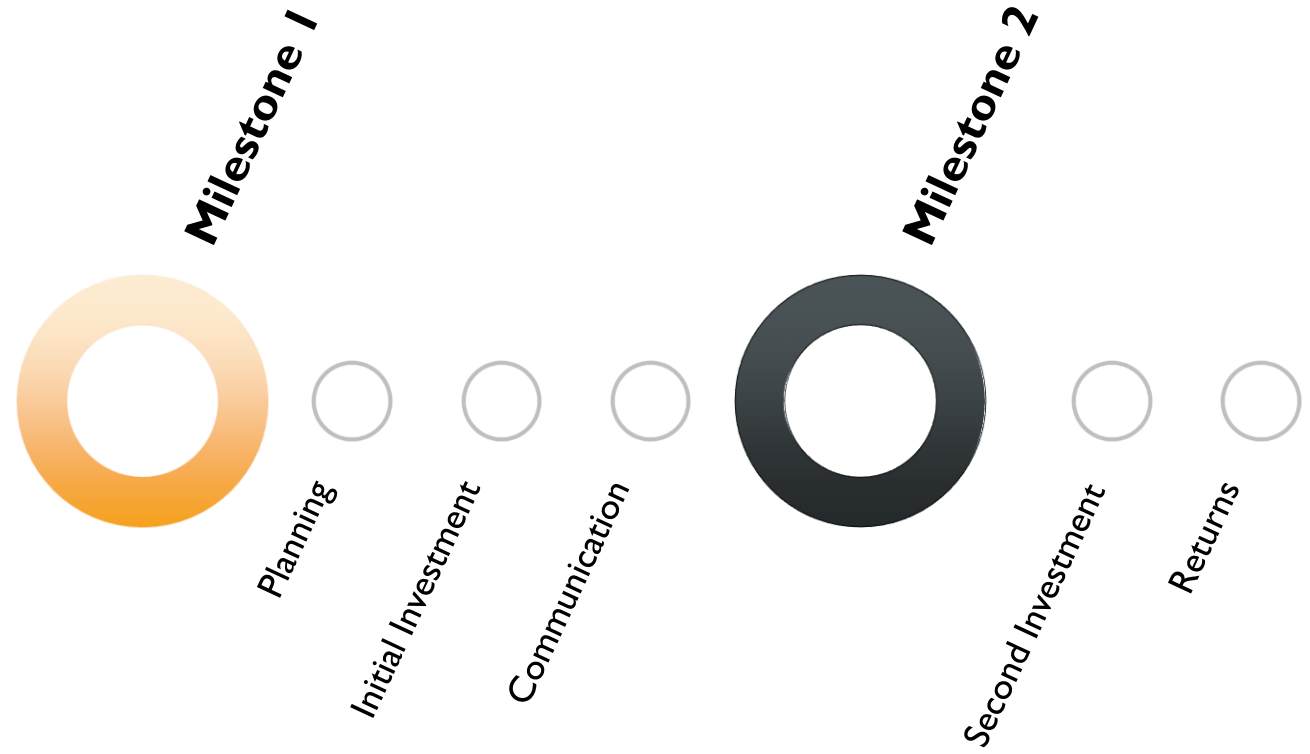 Milestone 1
Planning
Initial Investment
Communication
Milestone 2
Second Investment
Returns